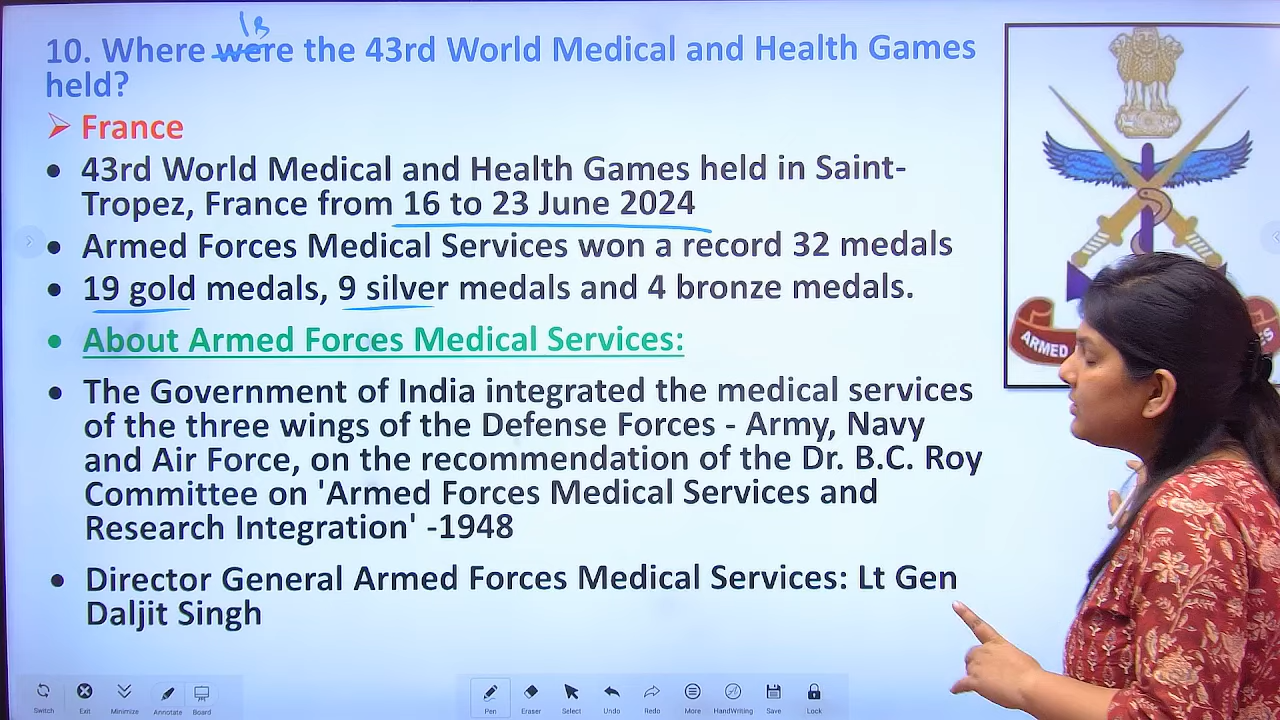 is
10. Where were the 43rd World Medical and Health Games
held?
➢ France
• 43rd World Medical and Health Games held in Saint-
Tropez, France from 16 to 23 June 2024
• Armed Forces Medical Services won a record 32 medals
• 19 gold medals, 9 silver medals and 4 bronze medals.
• About Armed Forces Medical Services:
• The Government of India integrated the medical services
of the three wings of the Defense Forces - Army, Navy
and Air Force, on the recommendation of the Dr. B.C. Roy
Committee on 'Armed Forces Medical Services and
Research Integration' -1948
• Director General Armed Forces Medical Services: Lt Gen
Daljit Singh
ARMED
Switch Exit Minimize Annotate Board Pen Eraser Select Undo Redo More HandWriting Save Lock